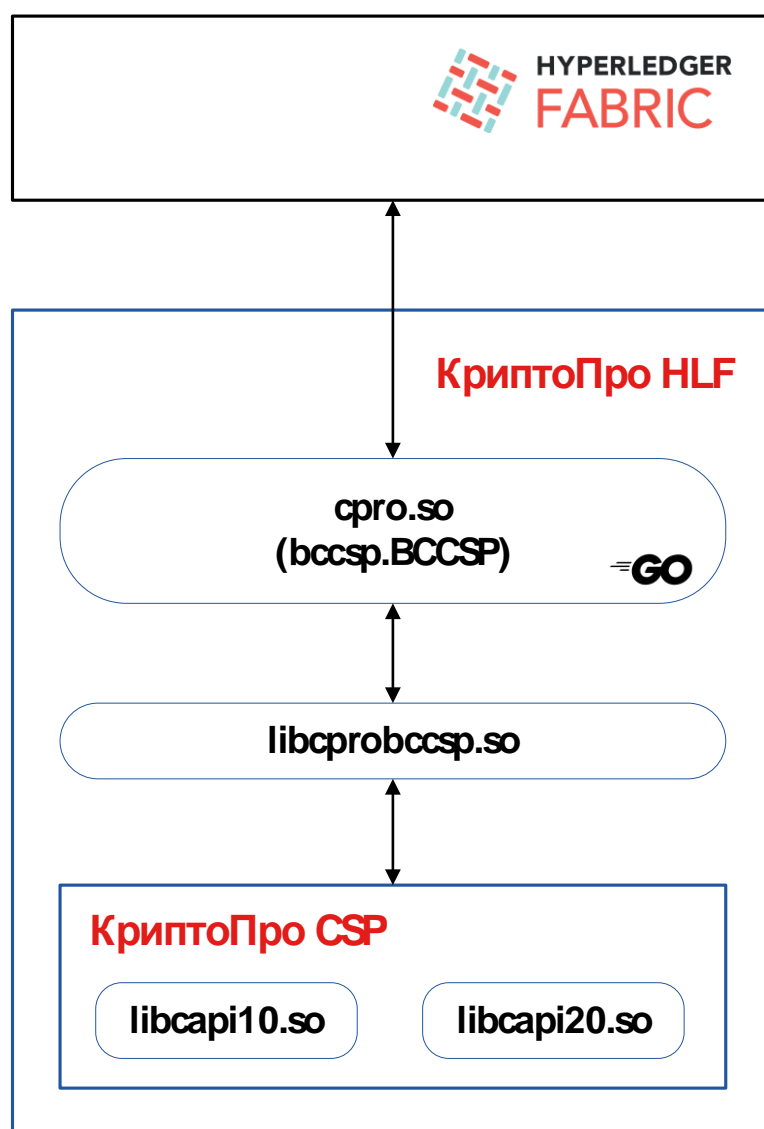 HYPERLEDGER
FABRIC
КриптоПро HLF
cpro.so
(bccsp.BCCSP)
GO
libcprobccsp.so
КриптоПро CSP
libcapi10.so libcapi20.so